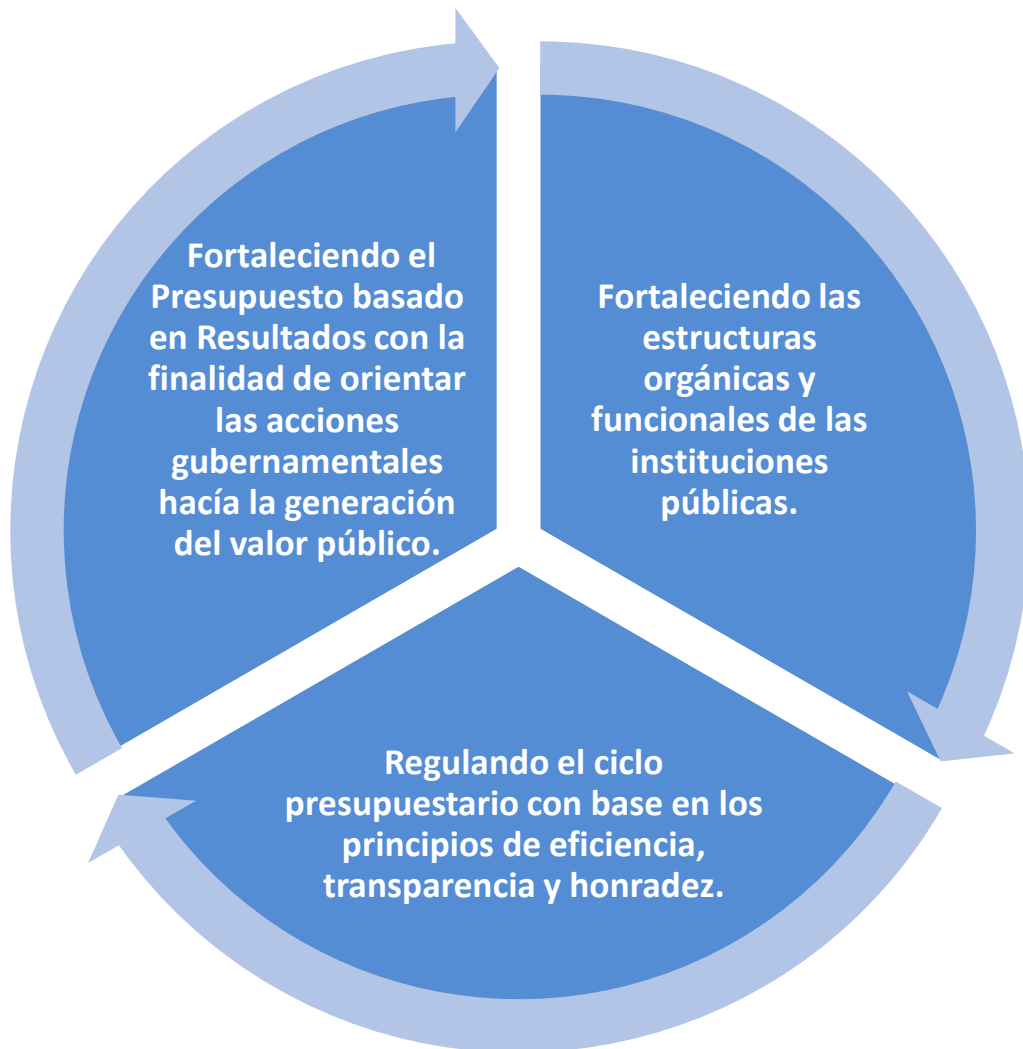 Fortaleciendo el
Presupuesto basado
en Resultados con la
finalidad de orientar
las acciones
gubernamentales
hacía la generación
del valor público.
Fortaleciendo las
estructuras
orgánicas y
funcionales de las
instituciones
públicas.
Regulando el ciclo
presupuestario con base en los
principios de eficiencia,
transparencia y honradez.